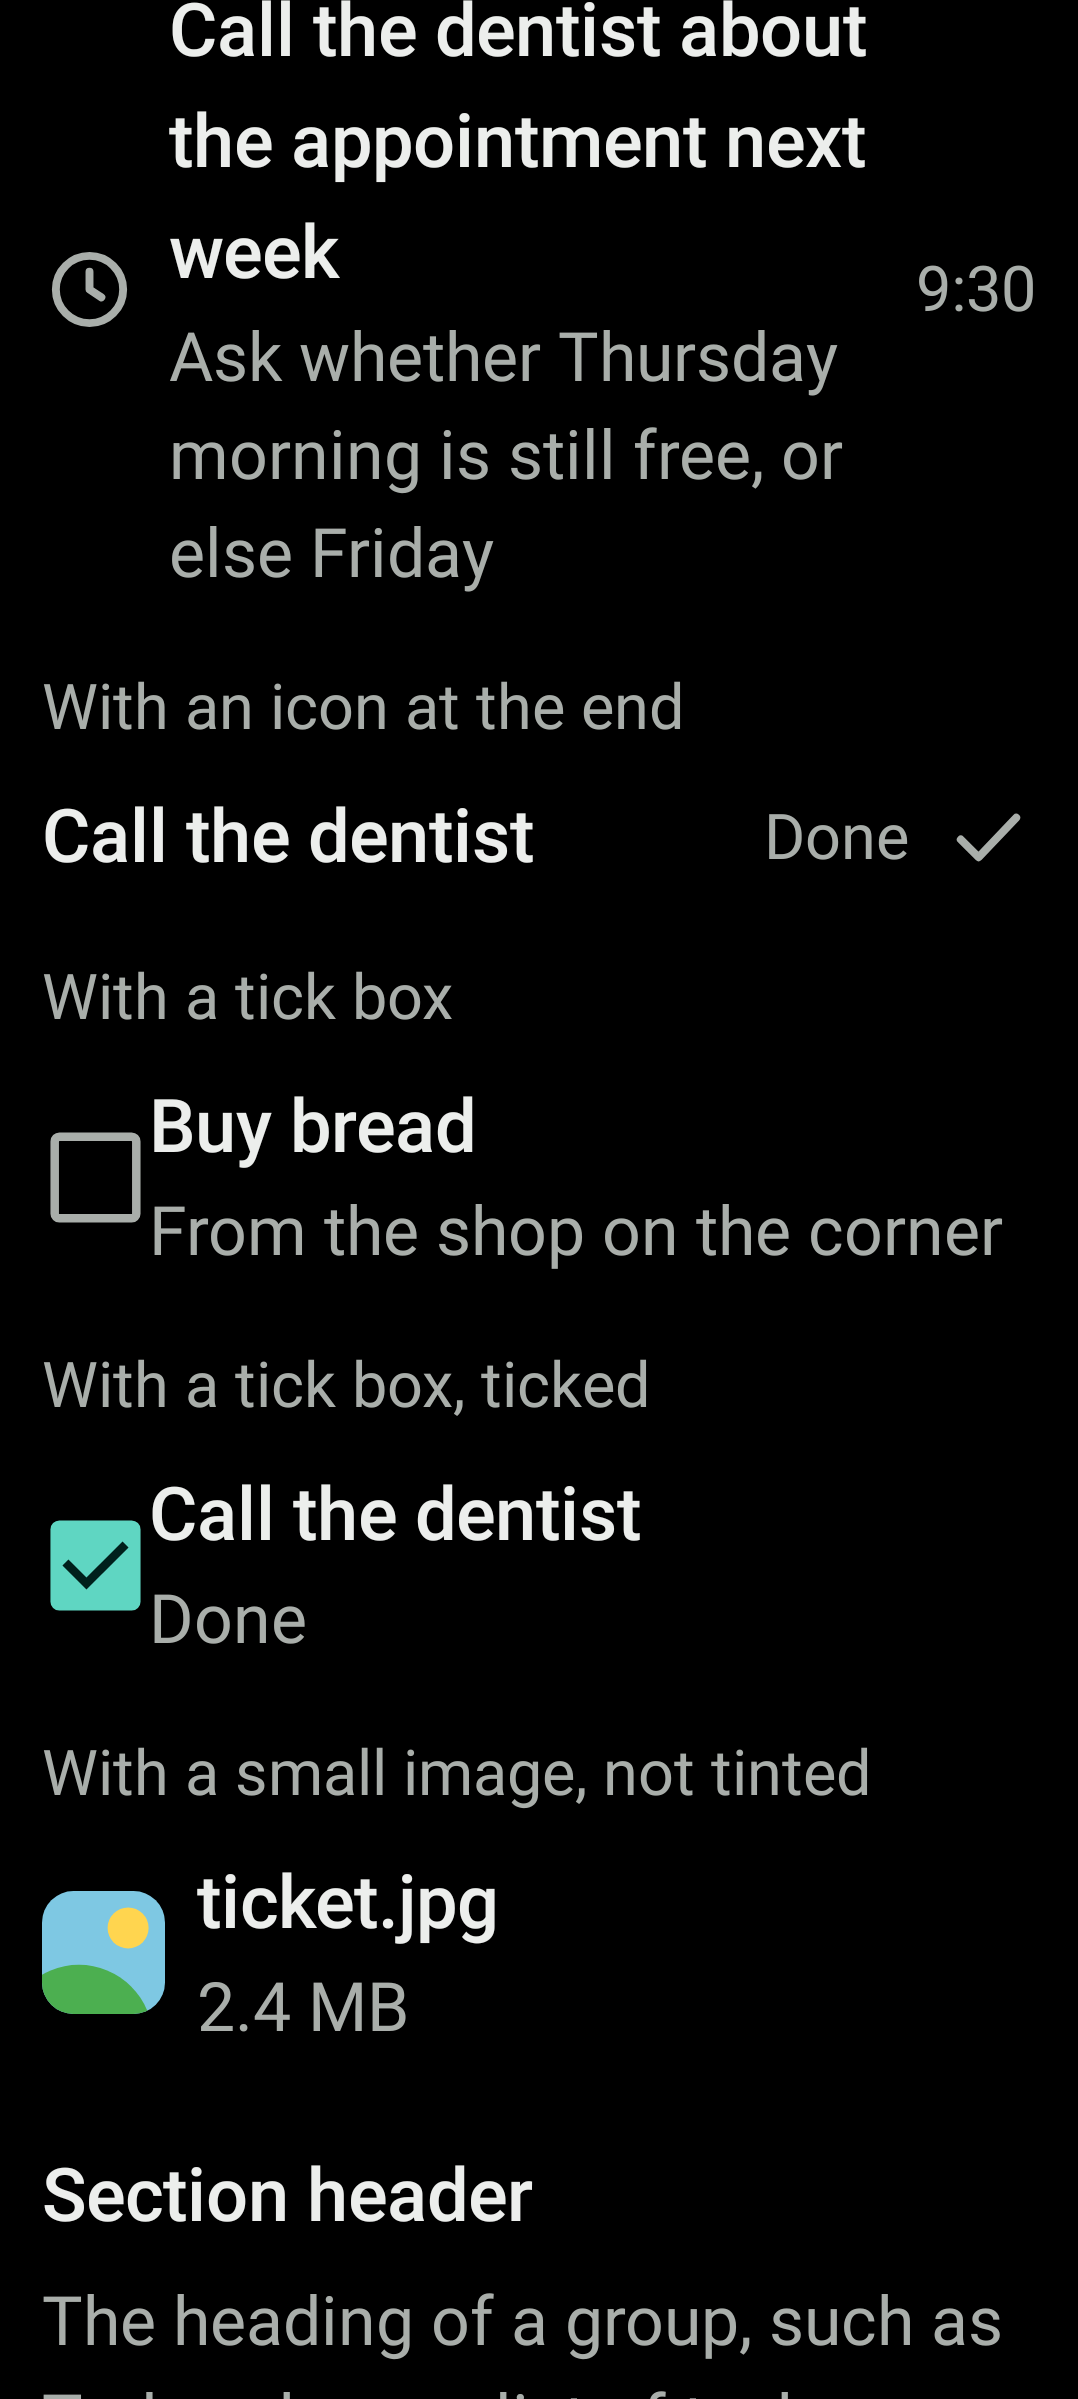 Call the dentist about
the appointment next
week
9:30
Ask whether Thursday
morning is still free, or
else Friday
With an icon at the end
Call the dentist
Done
With a tick box
Buy bread
From the shop on the corner
With a tick box, ticked
Call the dentist
Done
With a small image, not tinted
ticket.jpg
2.4 MB
Section header
The heading of a group, such as